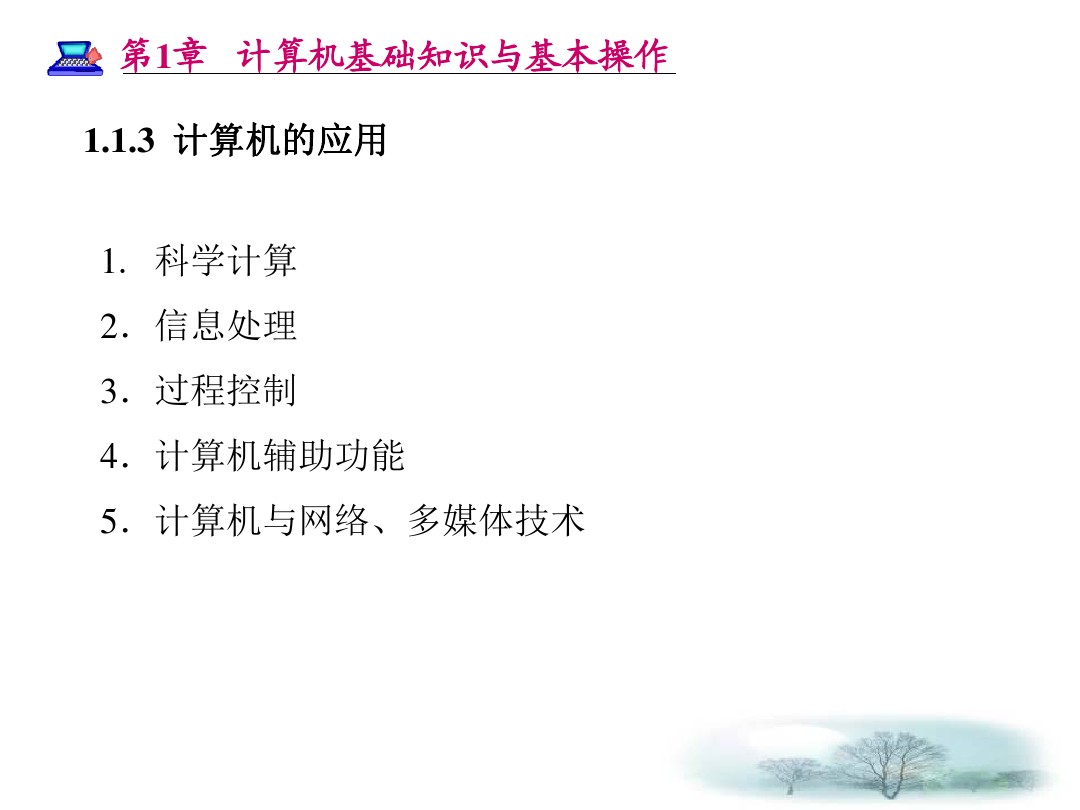 第1章 计算机基础知识与基本操作
1.1.3 计算机的应用
1. 科学计算
2．信息处理
3．过程控制
4．计算机辅助功能
5．计算机与网络、多媒体技术